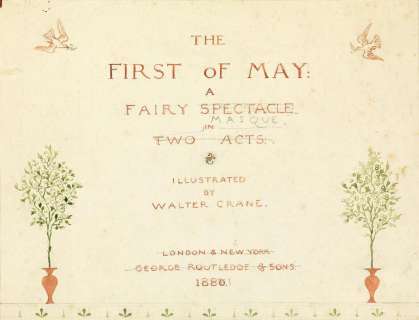 THE
FIRST OF MAY:
A
FAIRY SPECTACLE.
MASQUE.
IN
TWO ACTS.
ILLUSTRATED
BY
WALTER CRANE.
LONDON & NEW YORK
GEORGE ROUTLEDGE & SONS
1880.